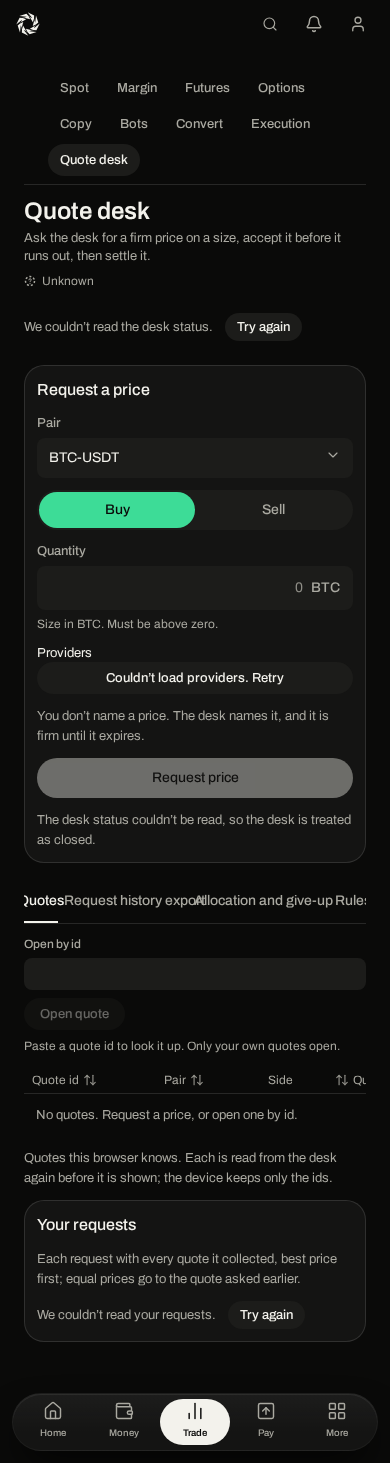 Spot Margin Futures Options
Copy Bots Convert Execution
Quote desk
Quote desk
Ask the desk for a firm price on a size, accept it before it
runs out, then settle it.
Unknown
We couldn't read the desk status. Try again
Request a price
Pair
BTC-USDT
Buy Sell
Quantity
0 BTC
Size in BTC. Must be above zero.
Providers
Couldn't load providers. Retry
You don't name a price. The desk names it, and it is
firm until it expires.
Request price
The desk status couldn't be read, so the desk is treated
as closed.
Quotes Request history export Allocation and give-up Rules
Open by id
Open quote
Paste a quote id to look it up. Only your own quotes open.
Quote id Pair Side Qu
No quotes. Request a price, or open one by id.
Quotes this browser knows. Each is read from the desk
again before it is shown; the device keeps only the ids.
Your requests
Each request with every quote it collected, best price
first; equal prices go to the quote asked earlier.
We couldn't read your requests. Try again
Home Money Trade Pay More